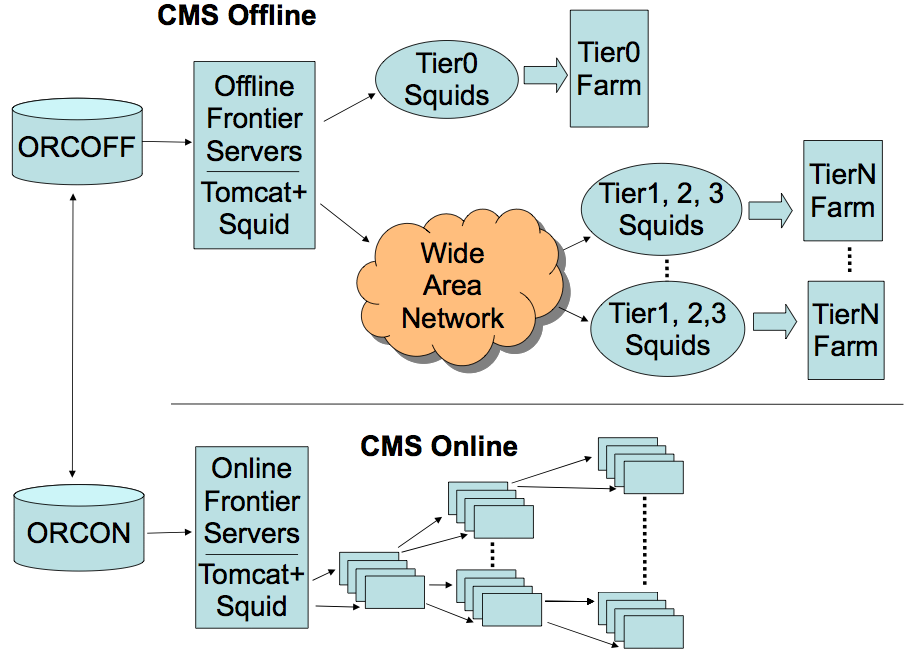 CMS Offline
ORCOFF
Offline
Frontier
Servers
Tomcat+
Squid
Tier0
Squids
Tier0
Farm
Wide
Area
Network
Tier1, 2, 3
Squids
TierN
Farm
Tier1, 2,3
Squids
TierN
Farm
CMS Online
ORCON
Online
Frontier
Servers
Tomcat+
Squid